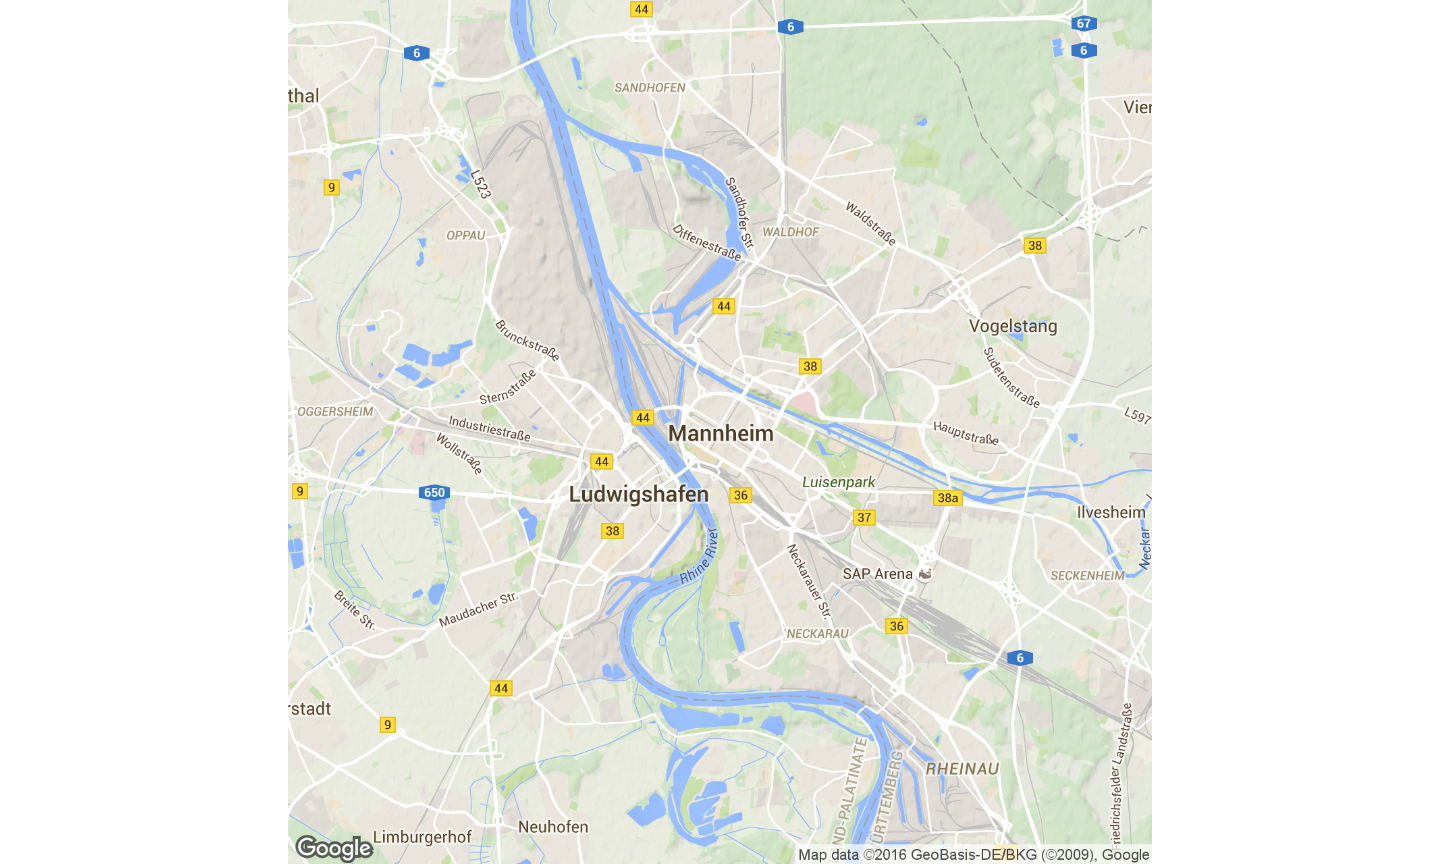 44
6
67
6
6
SANDHOFEN
thal
Vier
9
L523
Sandhofer Str.
Waldstraße
OPPAU
Diffenestraße
WALDHOF
38
44
Vogelstang
Brunckstraße
Sudetenstraße
38
Sternstraße
OGGERSHEIM
44
L597
Industriestraße
Mannheim
Hauptstraße
Wollstraße
44
Luisenpark
9
650
Ludwigshafen
36
38a
37
Ilvesheim
38
Rhine River
Neckar
SAP Arena
SECKENHEIM
Neckarauer Str.
Breite Str.
Maudacher Str.
36
NECKARAU
6
44
rstadt
9
Friedrichsfelder Landstraße
ND-PALATINATE
ÜRTTEMBERG
RHEINAU
Neuhofen
Limburgerhof
Google
Map data ©2016 GeoBasis-DE/BKG (©2009), Google